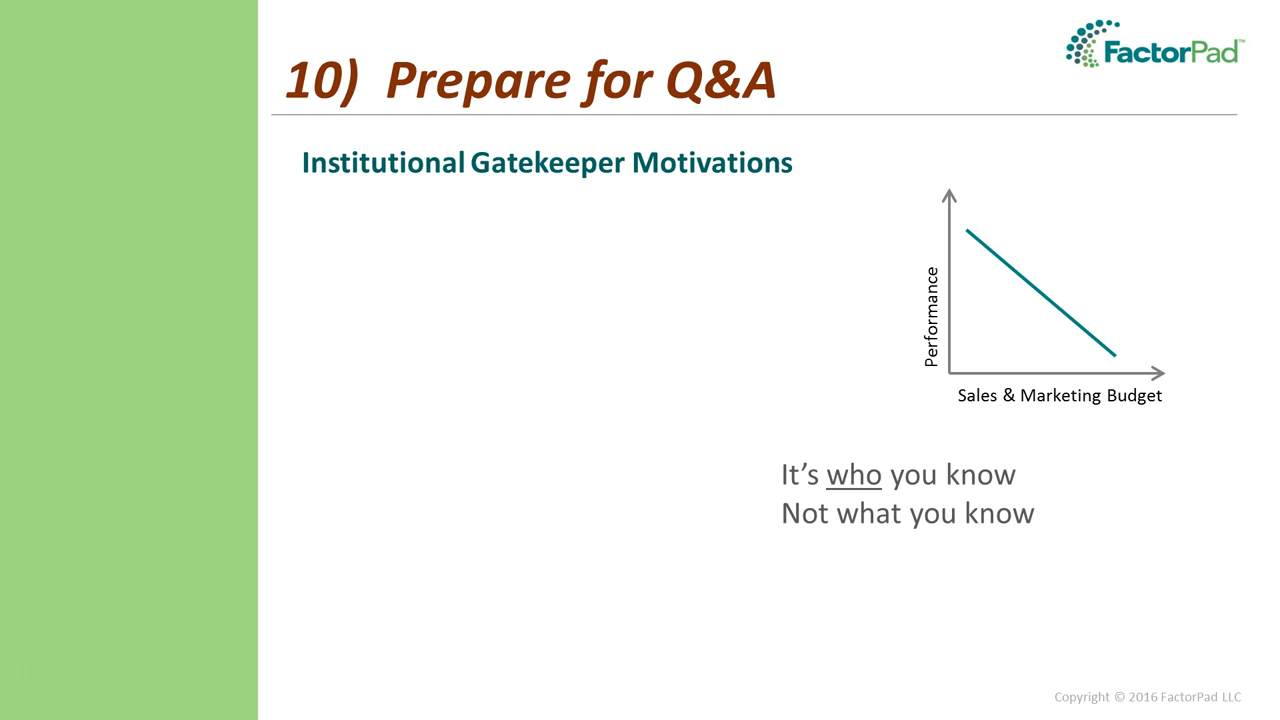 FactorPad™
10) Prepare for Q&A
Institutional Gatekeeper Motivations
Performance
Sales & Marketing Budget
It's who you know
Not what you know
Copyright © 2016 FactorPad LLC